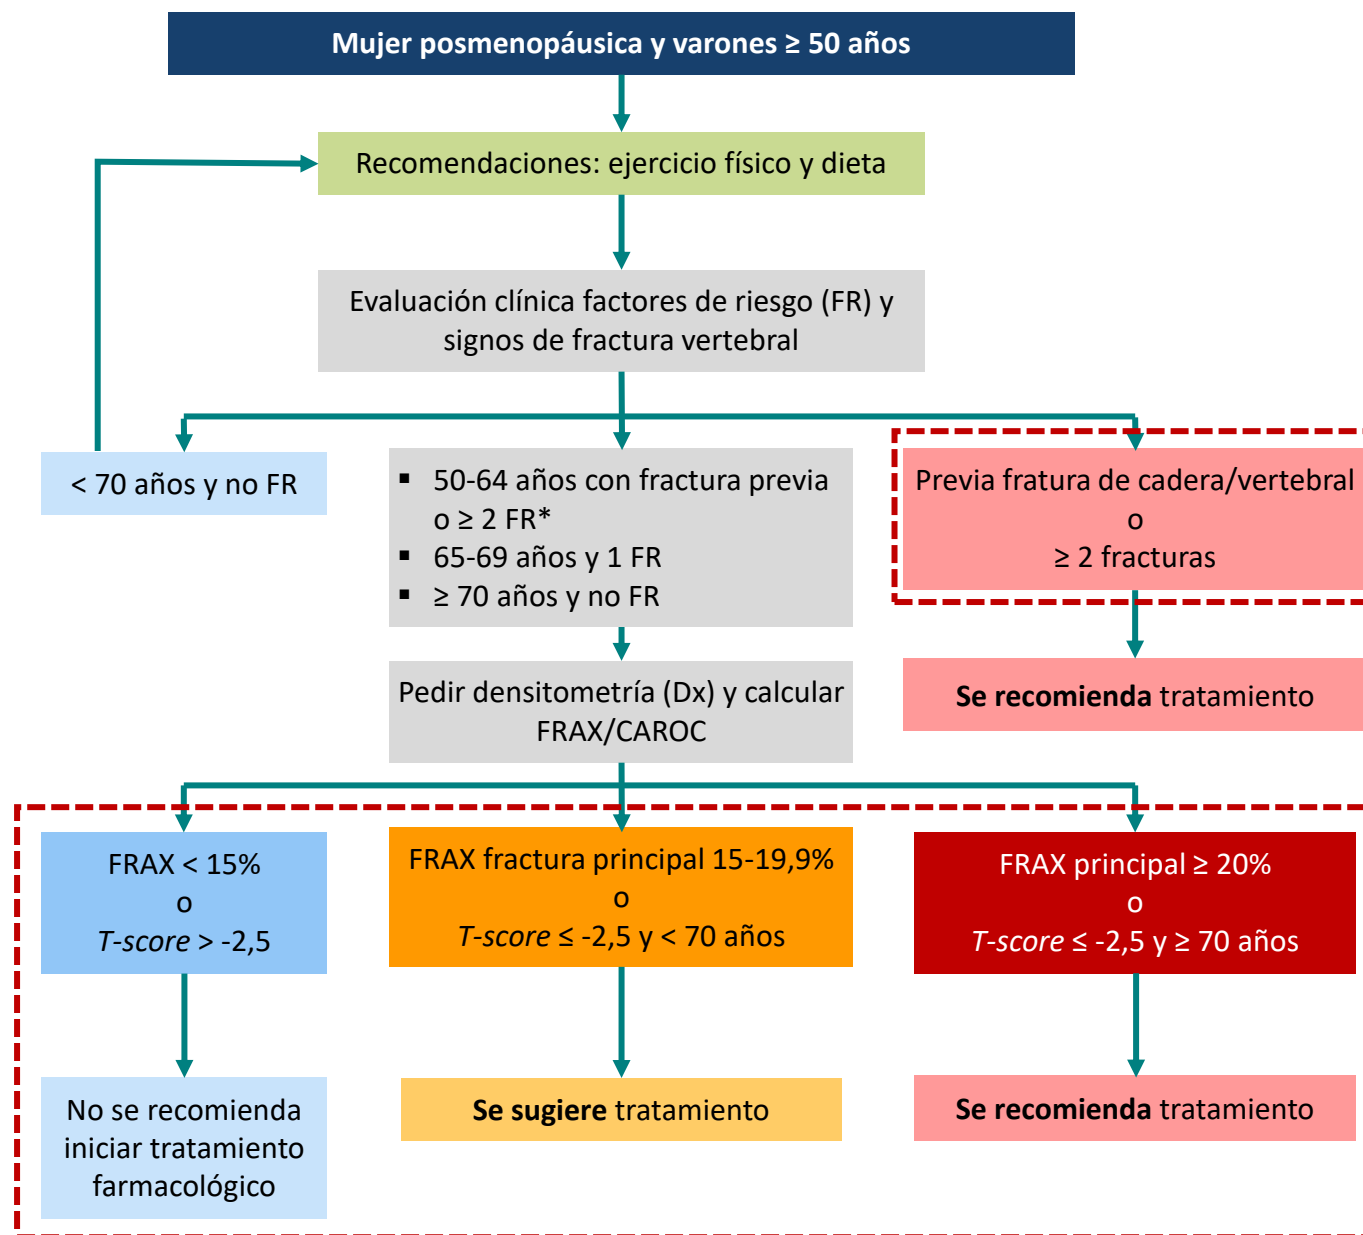 Mujer posmenopáusica y varones ≥ 50 años
Recomendaciones: ejercicio físico y dieta
Evaluación clínica factores de riesgo (FR) y
signos de fractura vertebral
< 70 años y no FR
▪ 50-64 años con fractura previa
o ≥ 2 FR*
▪ 65-69 años y 1 FR
▪ ≥ 70 años y no FR
Previa fratura de cadera/vertebral
o
≥ 2 fracturas
Pedir densitometría (Dx) y calcular
FRAX/CAROC
Se recomienda tratamiento
FRAX < 15%
o
T-score > -2,5
FRAX fractura principal 15-19,9%
o
T-score ≤ -2,5 y < 70 años
FRAX principal ≥ 20%
o
T-score ≤ -2,5 y ≥ 70 años
No se recomienda
iniciar tratamiento
farmacológico
Se sugiere tratamiento
Se recomienda tratamiento